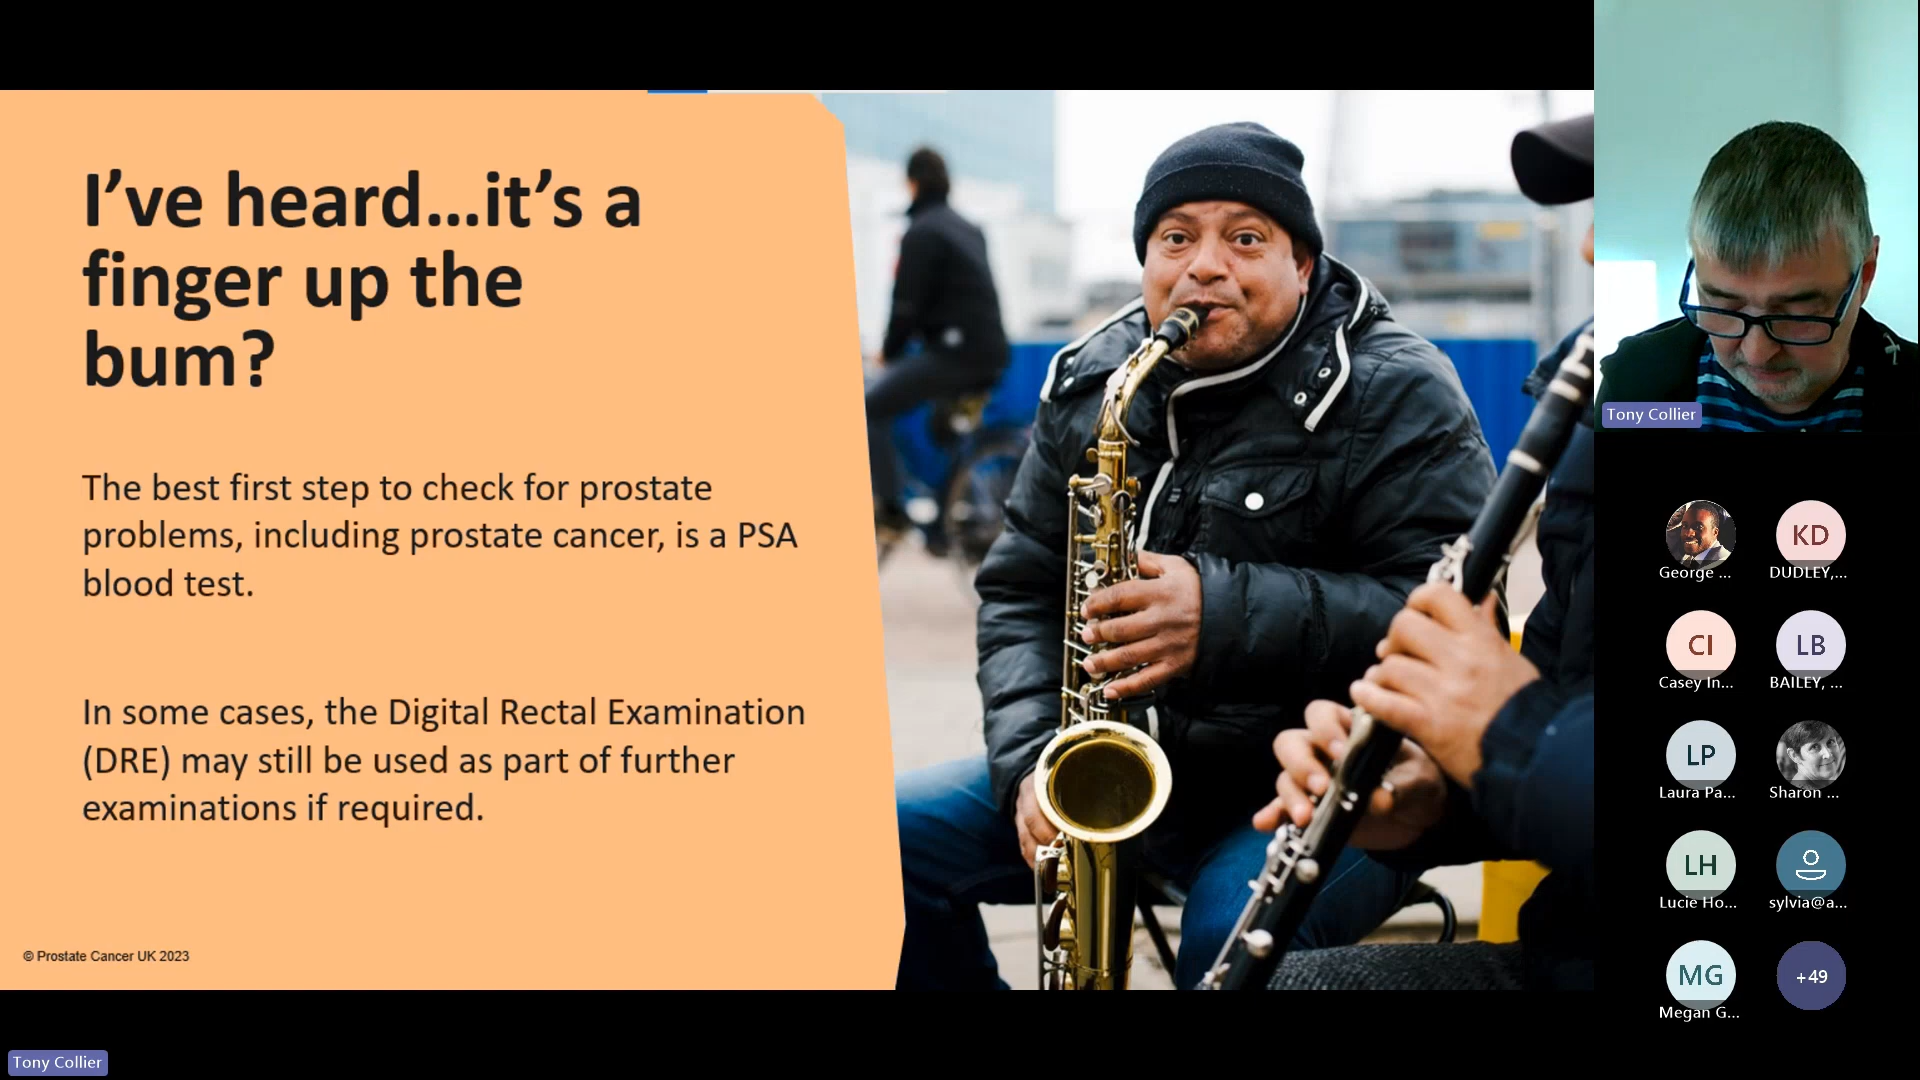 I’ve heard...it’s a
finger up the
bum?
The best first step to check for prostate
problems, including prostate cancer, is a PSA
blood test.
In some cases, the Digital Rectal Examination
(DRE) may still be used as part of further
examinations if required.
© Prostate Cancer UK 2023
Tony Collier
Tony Collier
George ...
KD
DUDLEY,...
CI
Casey In...
LB
BAILEY, ...
LP
Laura Pa...
Sharon ...
LH
Lucie Ho...
sylvia@a...
MG
Megan G...
+49